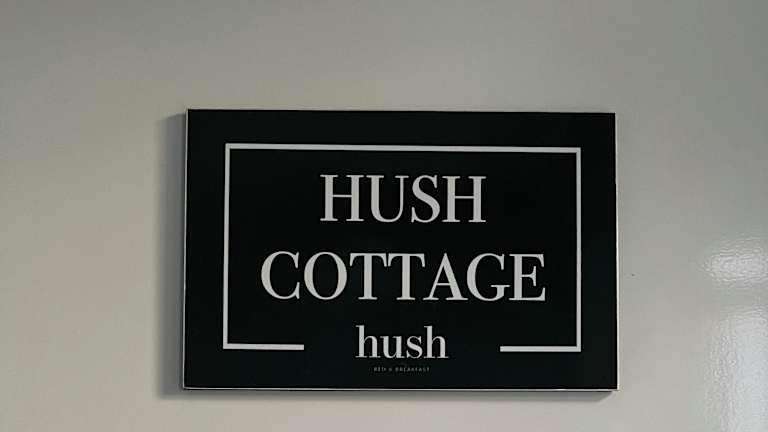 HUSH
COTTAGE
hush
BED & BREAKFAST